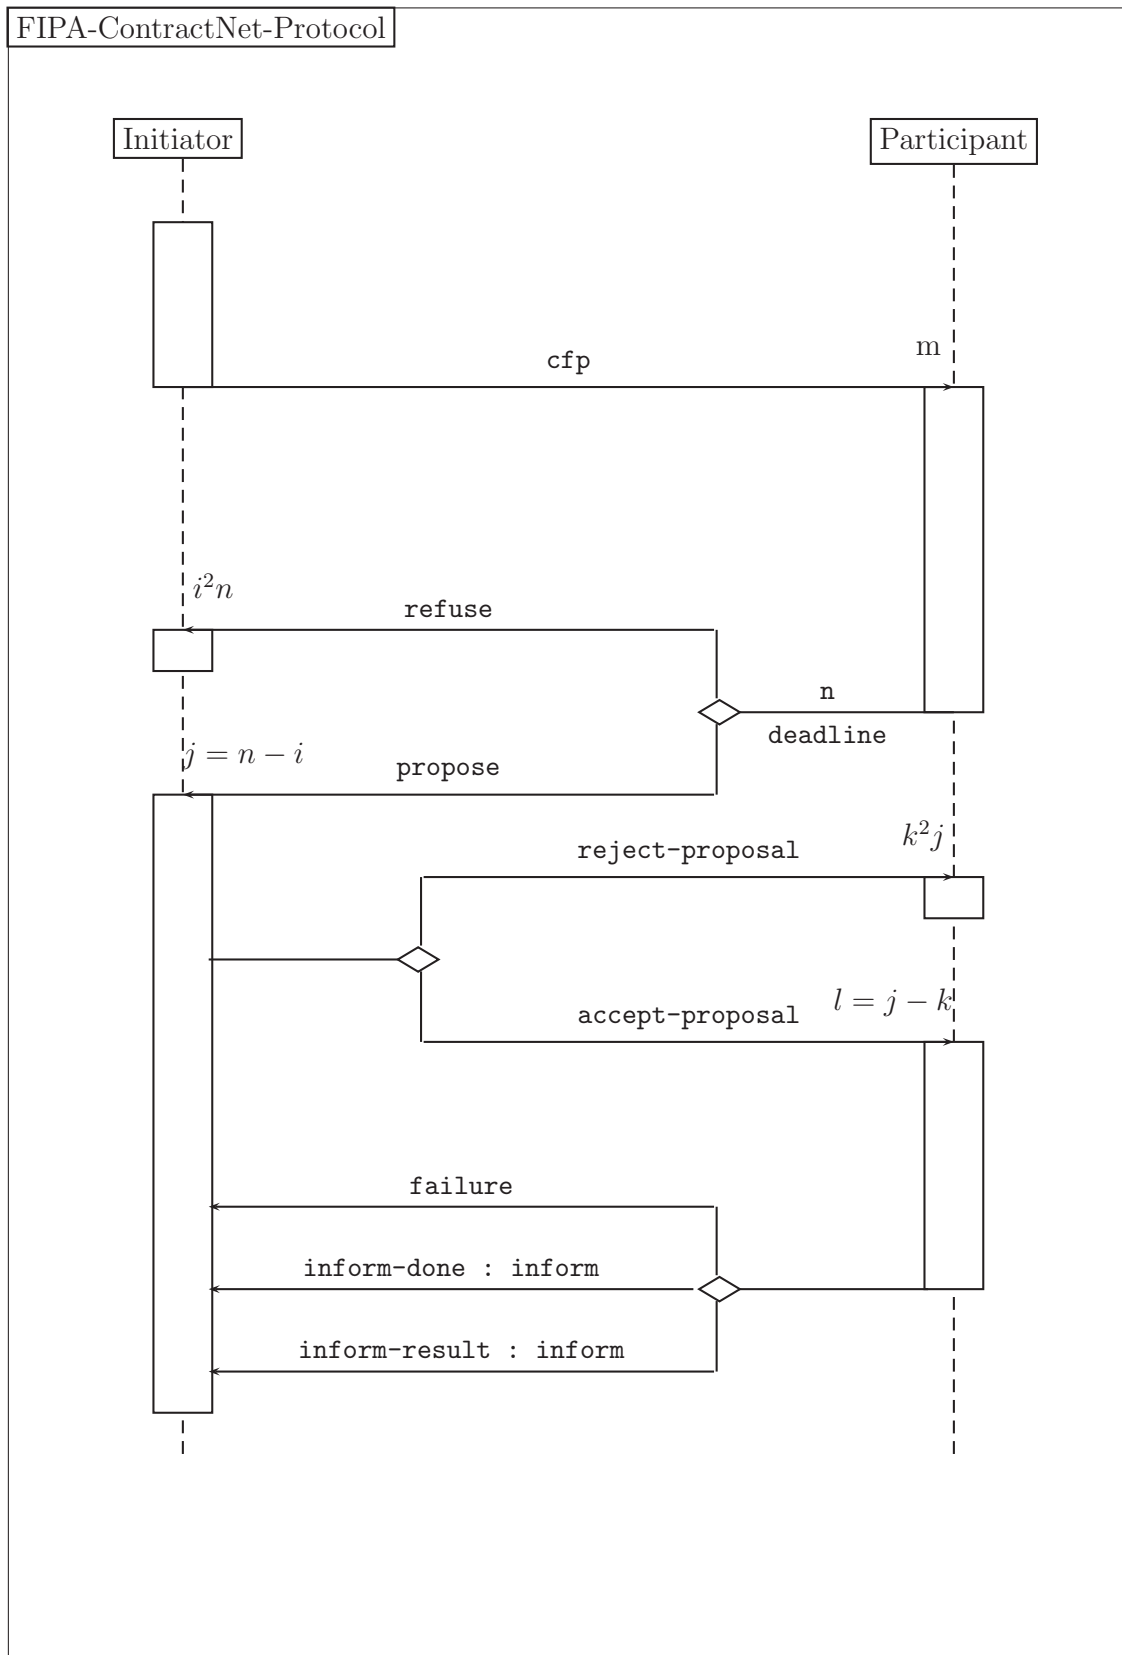 FIPA-ContractNet-Protocol
Initiator
Participant
m
cfp
i²n
refuse
n
deadline
j = n − i
propose
k²j
reject-proposal
l = j − k
accept-proposal
failure
inform-done : inform
inform-result : inform